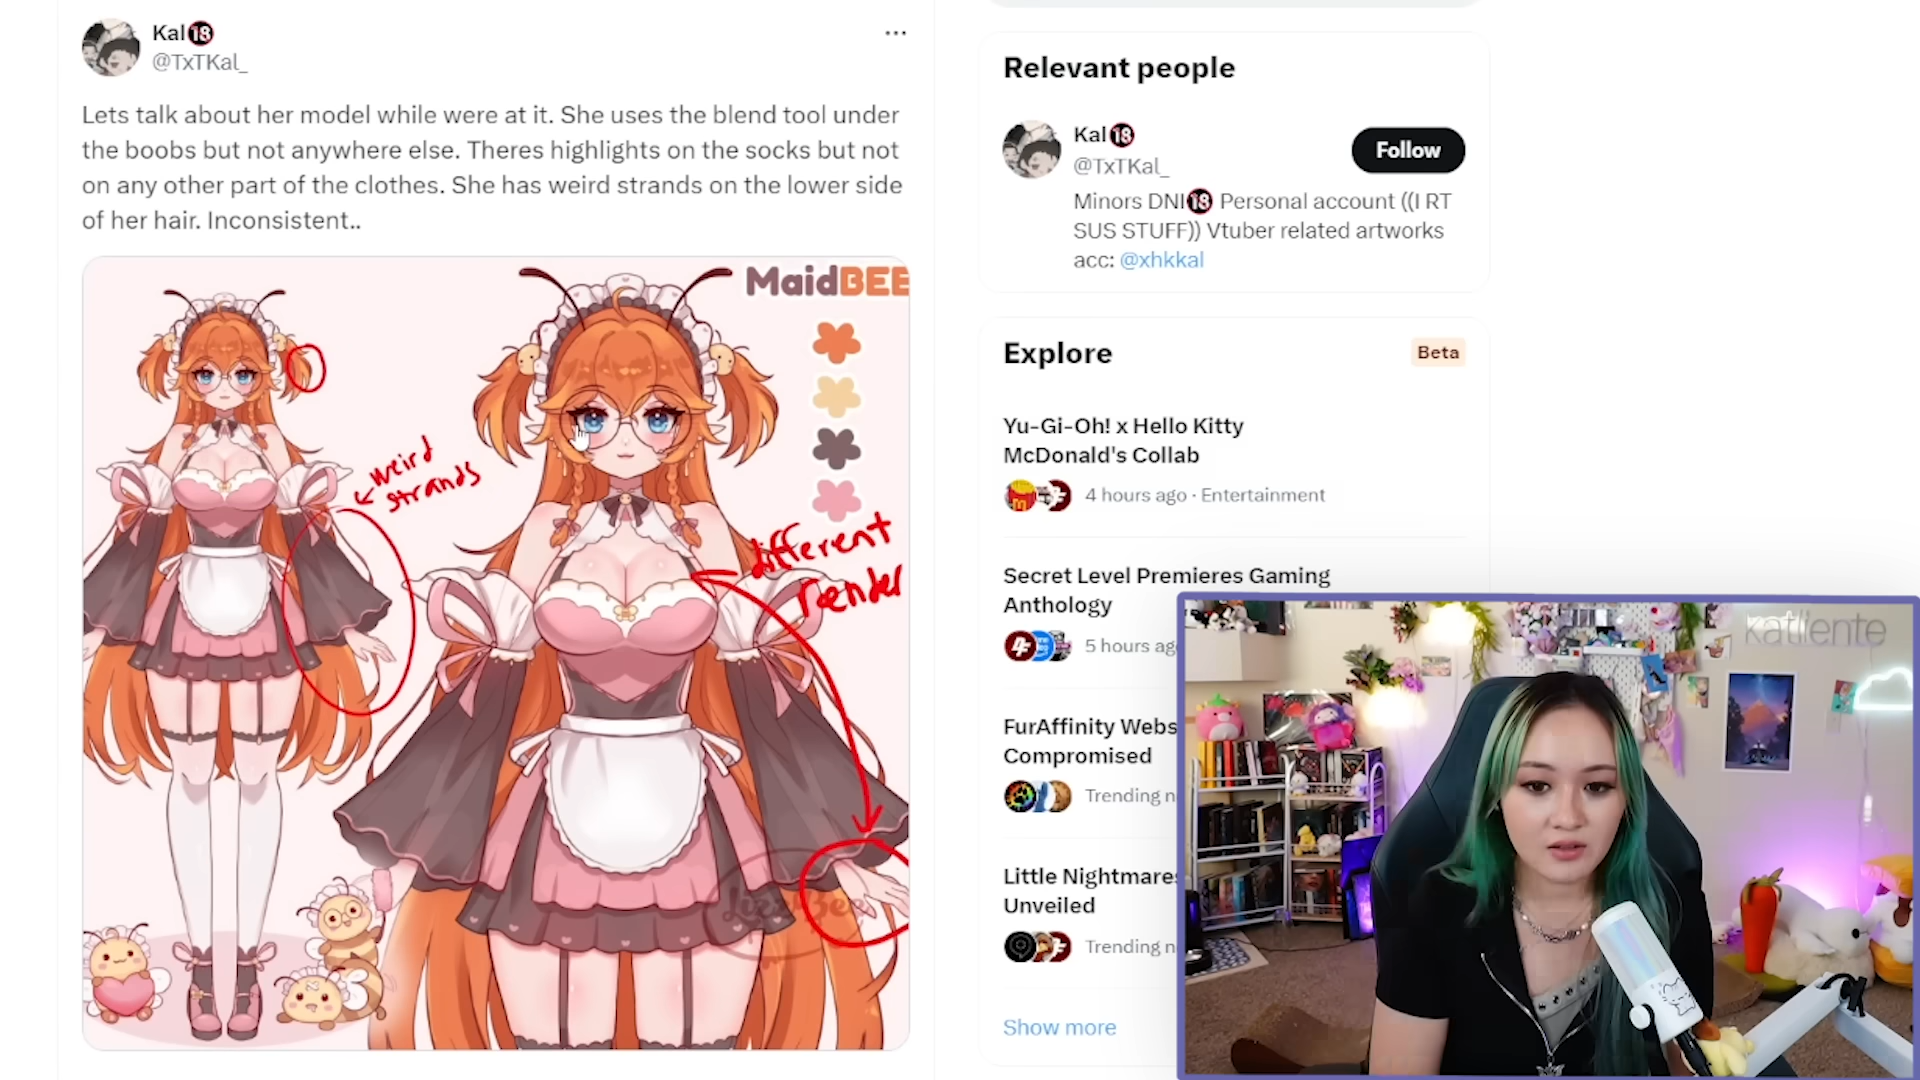 Kal🔞
@TxTKal_
Lets talk about her model while were at it. She uses the blend tool under
the boobs but not anywhere else. Theres highlights on the socks but not
on any other part of the clothes. She has weird strands on the lower side
of her hair. Inconsistent..
MaidBEE
weird
strands
different
render
LizziBee
Relevant people
Kal🔞
@TxTKal_
Follow
Minors DNI🔞 Personal account ((I RT
SUS STUFF)) Vtuber related artworks
acc: @xhkkal
Explore
Beta
Yu-Gi-Oh! x Hello Kitty
McDonald's Collab
4 hours ago · Entertainment
Secret Level Premieres Gaming
Anthology
5 hours ag
FurAffinity Webs
Compromised
Trending n
Little Nightmares
Unveiled
Trending n
Show more
katliente